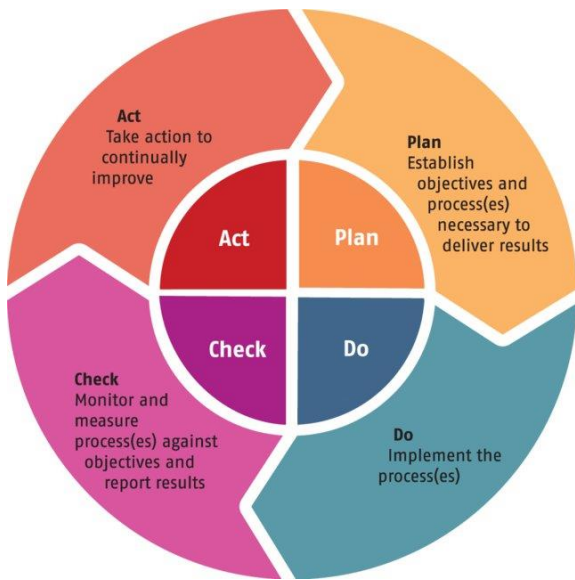 Act
Take action to
continually
improve
Plan
Establish
objectives and
process(es)
necessary to
deliver results
Act
Plan
Check
Do
Check
Monitor and
measure
process(es) against
objectives and
report results
Do
Implement the
process(es)